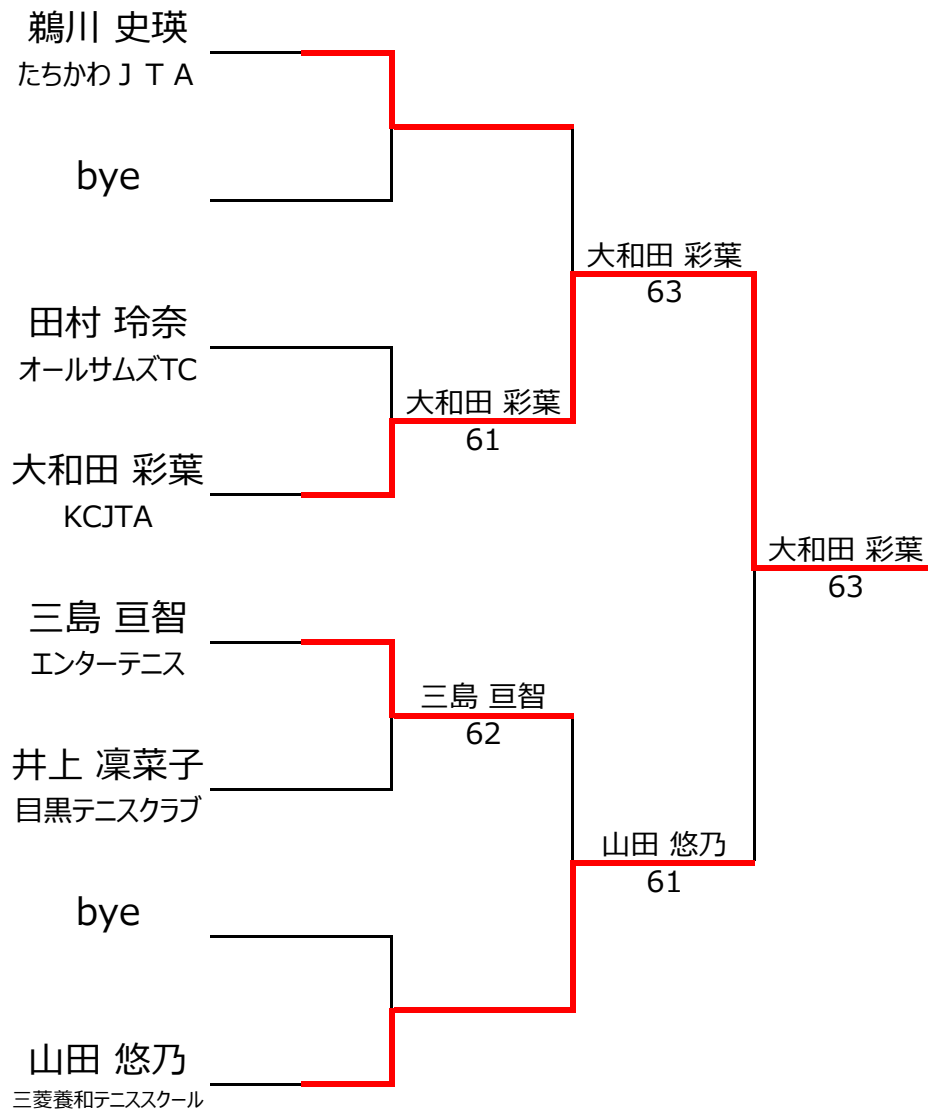 鵜川 史瑛
たちかわＪＴＡ
bye
大和田 彩葉
63
田村 玲奈
オールサムズTC
大和田 彩葉
61
大和田 彩葉
KCJTA
大和田 彩葉
63
三島 亘智
エンターテニス
三島 亘智
62
井上 凜菜子
目黒テニスクラブ
山田 悠乃
61
bye
山田 悠乃
三菱養和テニススクール